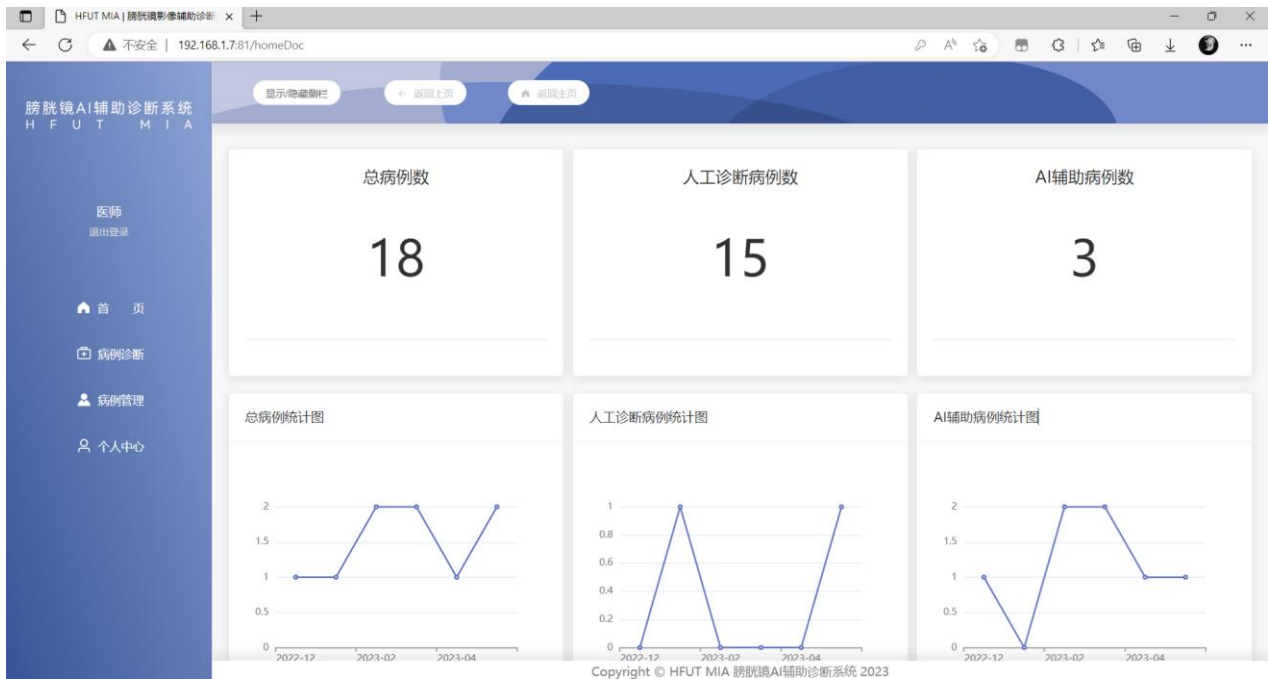 HFUT MIA | 膀胱镜影像辅助诊断
不安全 | 192.168.1.7:81/homeDoc
膀胱镜AI辅助诊断系统
HFUT MIA
医师
退出登录
首 页
病例诊断
病例管理
个人中心
显示/隐藏侧栏
← 返回上页
返回主页
总病例数
18
人工诊断病例数
15
AI辅助病例数
3
总病例统计图
2
1.5
1
0.5
0
2022-12 2023-02 2023-04
人工诊断病例统计图
1
0.8
0.6
0.4
0.2
0
2022-12 2023-02 2023-04
AI辅助病例统计图
2
1.5
1
0.5
0
2022-12 2023-02 2023-04
Copyright © HFUT MIA 膀胱镜AI辅助诊断系统 2023